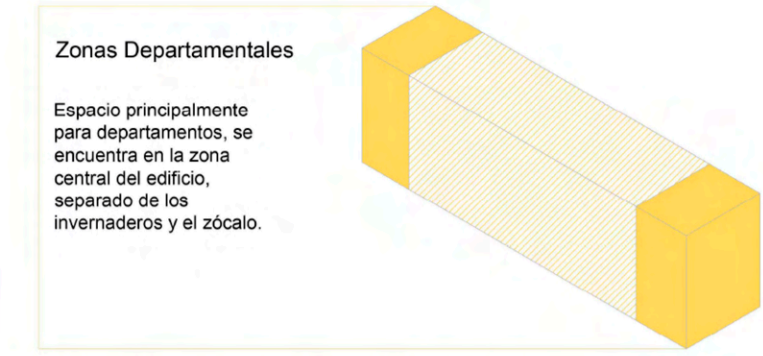 Zonas Departamentales
Espacio principalmente
para departamentos, se
encuentra en la zona
central del edificio,
separado de los
invernaderos y el zócalo.